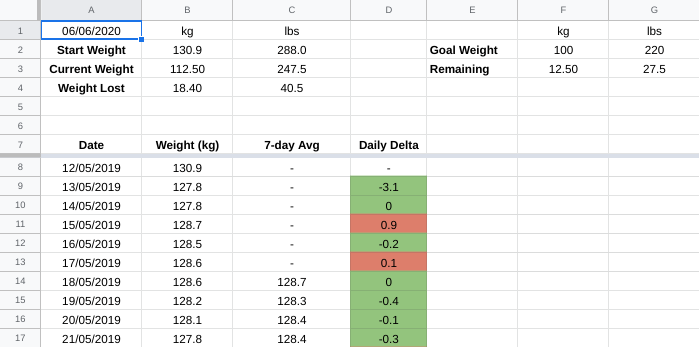 A B C D E F G
1 06/06/2020 kg lbs kg lbs
2 Start Weight 130.9 288.0 Goal Weight 100 220
3 Current Weight 112.50 247.5 Remaining 12.50 27.5
4 Weight Lost 18.40 40.5
5
6
7 Date Weight (kg) 7-day Avg Daily Delta
8 12/05/2019 130.9 - -
9 13/05/2019 127.8 - -3.1
10 14/05/2019 127.8 - 0
11 15/05/2019 128.7 - 0.9
12 16/05/2019 128.5 - -0.2
13 17/05/2019 128.6 - 0.1
14 18/05/2019 128.6 128.7 0
15 19/05/2019 128.2 128.3 -0.4
16 20/05/2019 128.1 128.4 -0.1
17 21/05/2019 127.8 128.4 -0.3